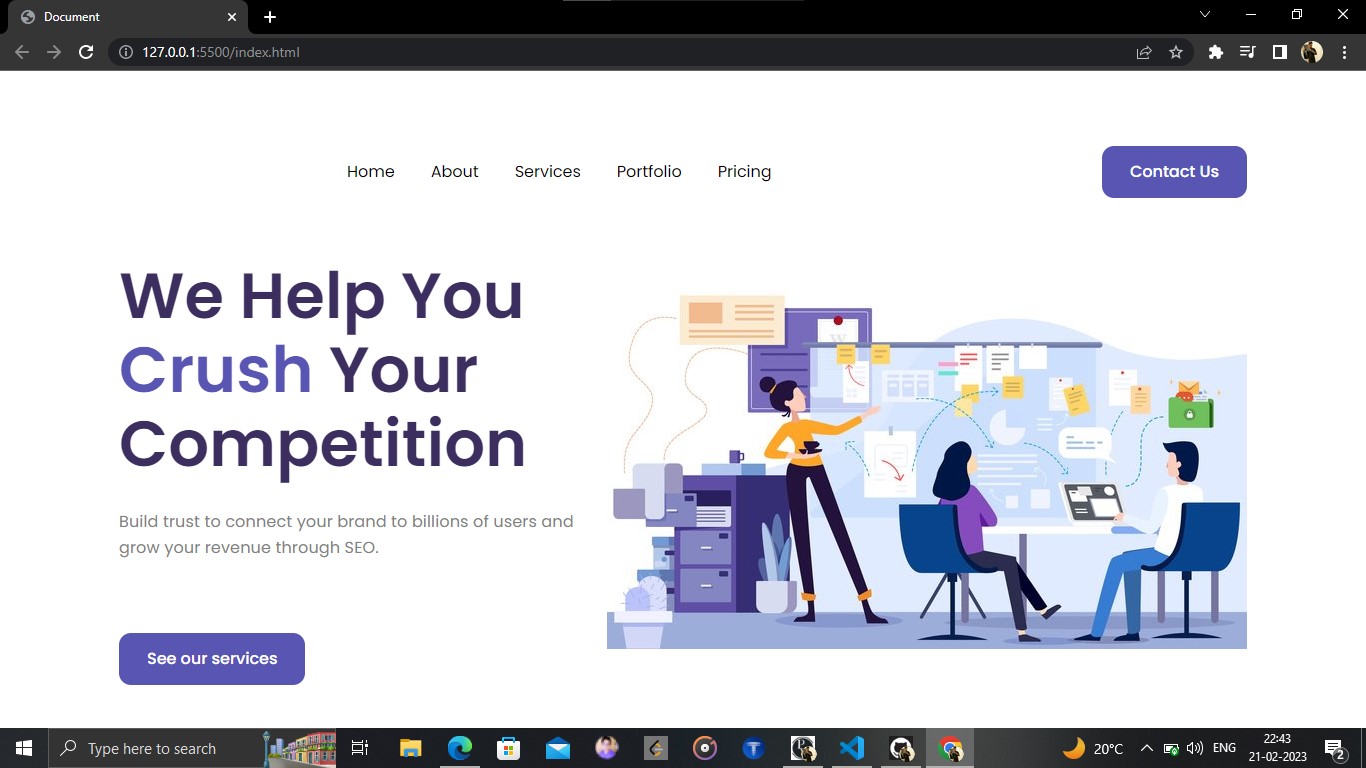 Document
127.0.0.1:5500/index.html
Home About Services Portfolio Pricing Contact Us
We Help You
Crush Your
Competition
W
Build trust to connect your brand to billions of users and
grow your revenue through SEO.
See our services
Type here to search
20°C
ENG
22:43
21-02-2023
2